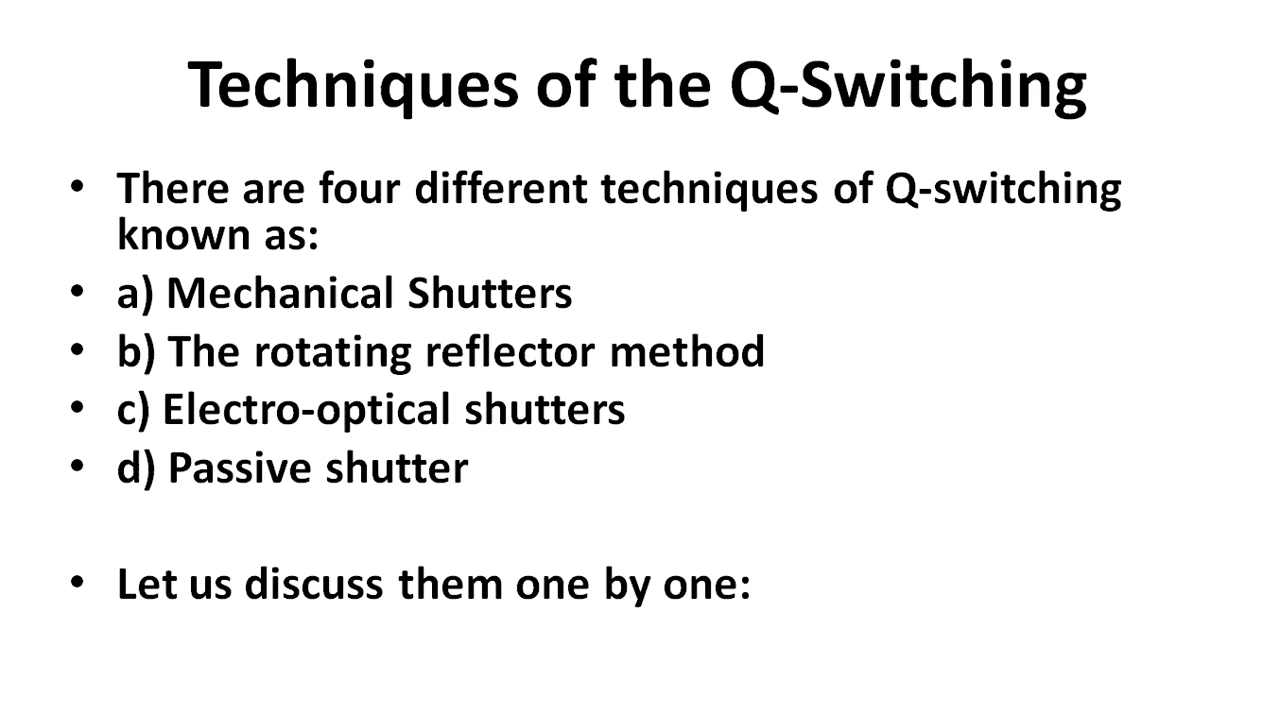 Techniques of the Q-Switching
• There are four different techniques of Q-switching
known as:
• a) Mechanical Shutters
• b) The rotating reflector method
• c) Electro-optical shutters
• d) Passive shutter
• Let us discuss them one by one: